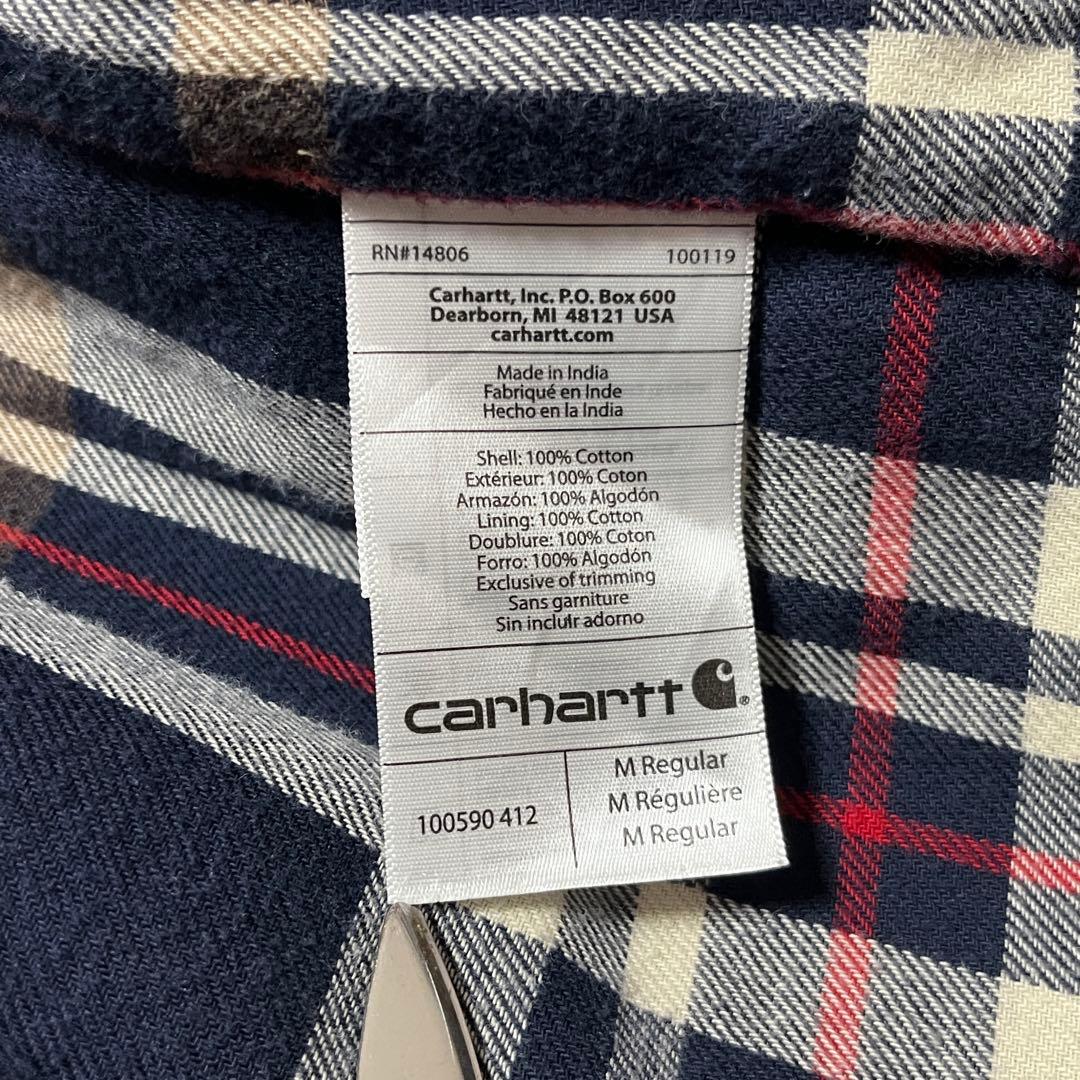 RN#14806 100119
Carhartt, Inc. P.O. Box 600
Dearborn, MI 48121 USA
carhartt.com
Made in India
Fabriqué en Inde
Hecho en la India
Shell: 100% Cotton
Extérieur: 100% Coton
Armazón: 100% Algodón
Lining: 100% Cotton
Doublure: 100% Coton
Forro: 100% Algodón
Exclusive of trimming
Sans garniture
Sin incluir adorno
carhartt ®
100590 412
M Regular
M Régulière
M Regular